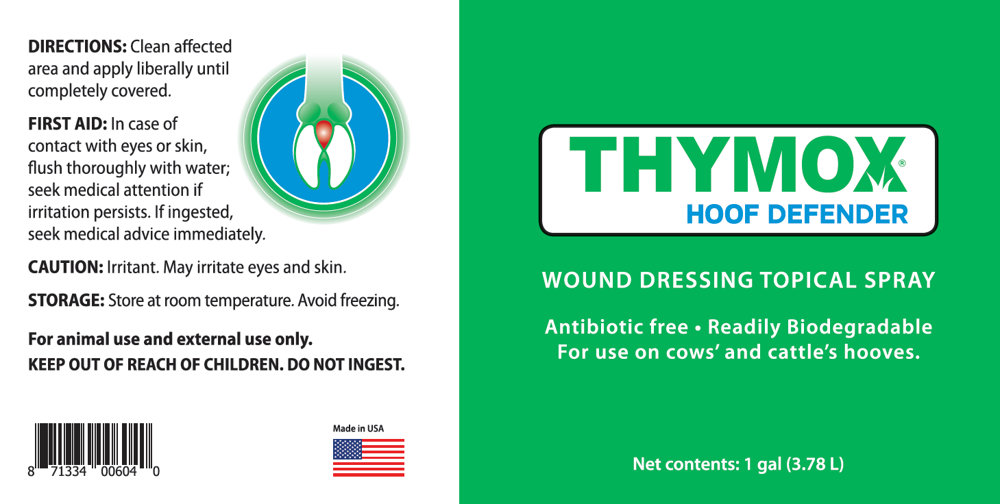 DIRECTIONS: Clean affected
area and apply liberally until
completely covered.
FIRST AID: In case of
contact with eyes or skin,
flush thoroughly with water;
seek medical attention if
irritation persists. If ingested,
seek medical advice immediately.
CAUTION: Irritant. May irritate eyes and skin.
STORAGE: Store at room temperature. Avoid freezing.
For animal use and external use only.
KEEP OUT OF REACH OF CHILDREN. DO NOT INGEST.
8 71334 00604 0
Made in USA
THYMOX®
HOOF DEFENDER
WOUND DRESSING TOPICAL SPRAY
Antibiotic free • Readily Biodegradable
For use on cows’ and cattle’s hooves.
Net contents: 1 gal (3.78 L)